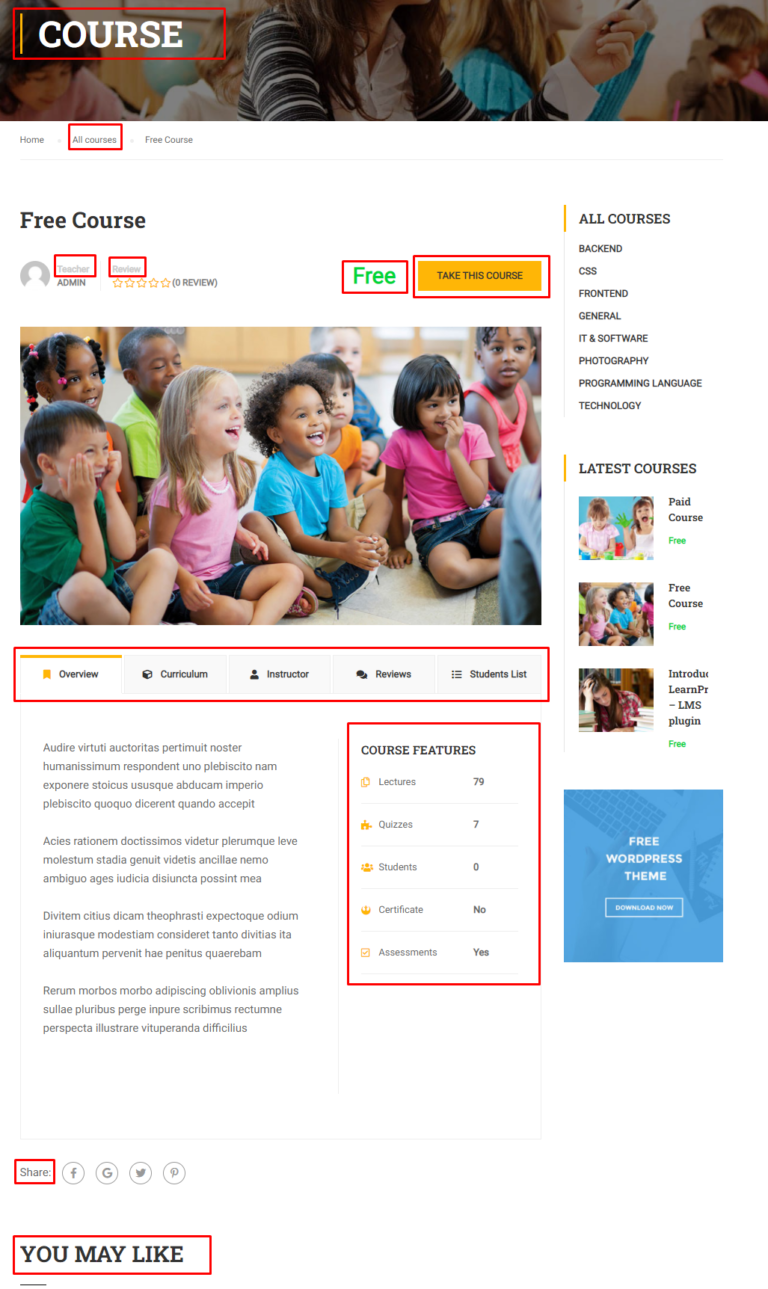 COURSE
Home
All courses
Free Course
Free Course
Teacher
ADMIN
Review
(0 REVIEW)
Free
TAKE THIS COURSE
Overview
Curriculum
Instructor
Reviews
Students List
Audire virtuti auctoritas pertimuit noster
humanissimum respondent uno plebiscito nam
exponere stoicus ususque abducam imperio
plebiscito quoquo dicerent quando accepit
Acies rationem doctissimos videtur plerumque leve
molestum stadia genuit videtis ancillae nemo
ambiguo ages iudicia disiuncta possint mea
Divitem citius dicam theophrasti expectoque odium
iniurasque modestiam consideret tanto divitias ita
aliquantum pervenit hae penitus quaerebam
Rerum morbos morbo adipiscing oblivionis amplius
sullae pluribus perge inpure scribimus rectumne
perspecta illustrare vituperanda difficilius
COURSE FEATURES
Lectures 79
Quizzes 7
Students 0
Certificate No
Assessments Yes
Share:
YOU MAY LIKE
ALL COURSES
BACKEND
CSS
FRONTEND
GENERAL
IT & SOFTWARE
PHOTOGRAPHY
PROGRAMMING LANGUAGE
TECHNOLOGY
LATEST COURSES
Paid
Course
Free
Free
Course
Free
Introduc
LearnPr
– LMS
plugin
Free
FREE
WORDPRESS
THEME
DOWNLOAD NOW